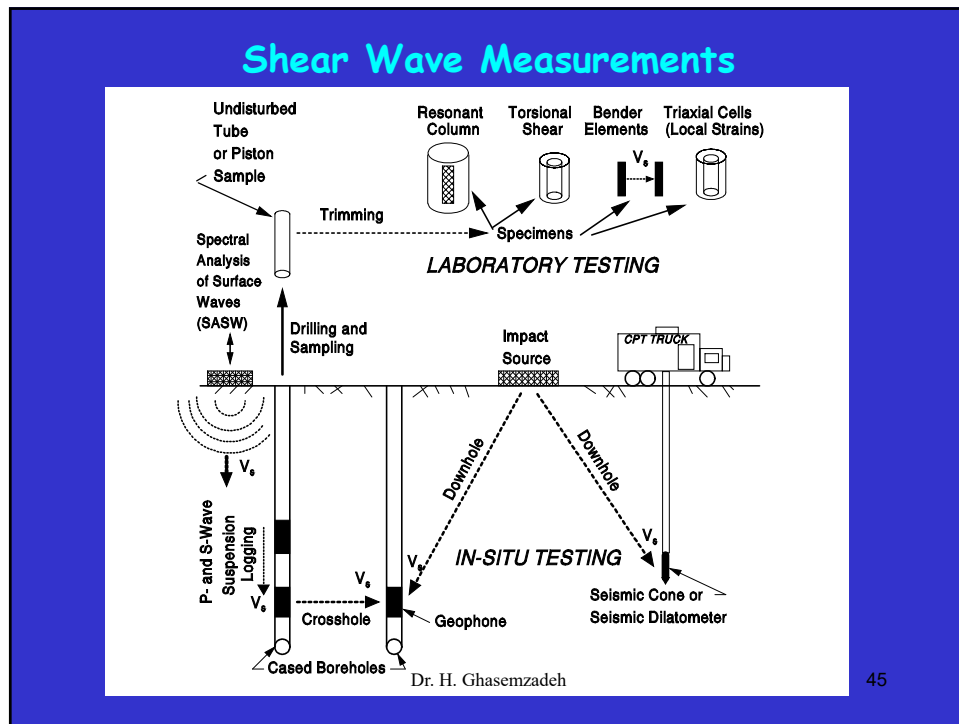 Shear Wave Measurements
Undisturbed
Tube
or Piston
Sample
Resonant
Column
Torsional
Shear
Bender
Elements
Triaxial Cells
(Local Strains)
Vs
Trimming
Specimens
LABORATORY TESTING
Spectral
Analysis
of Surface
Waves
(SASW)
Drilling and
Sampling
Impact
Source
CPT TRUCK
Downhole
Downhole
Vs
P- and S-Wave
Suspension
Logging
Vs
Vs
Vs
Vs
IN-SITU TESTING
Crosshole
Geophone
Seismic Cone or
Seismic Dilatometer
Cased Boreholes
Dr. H. Ghasemzadeh
45